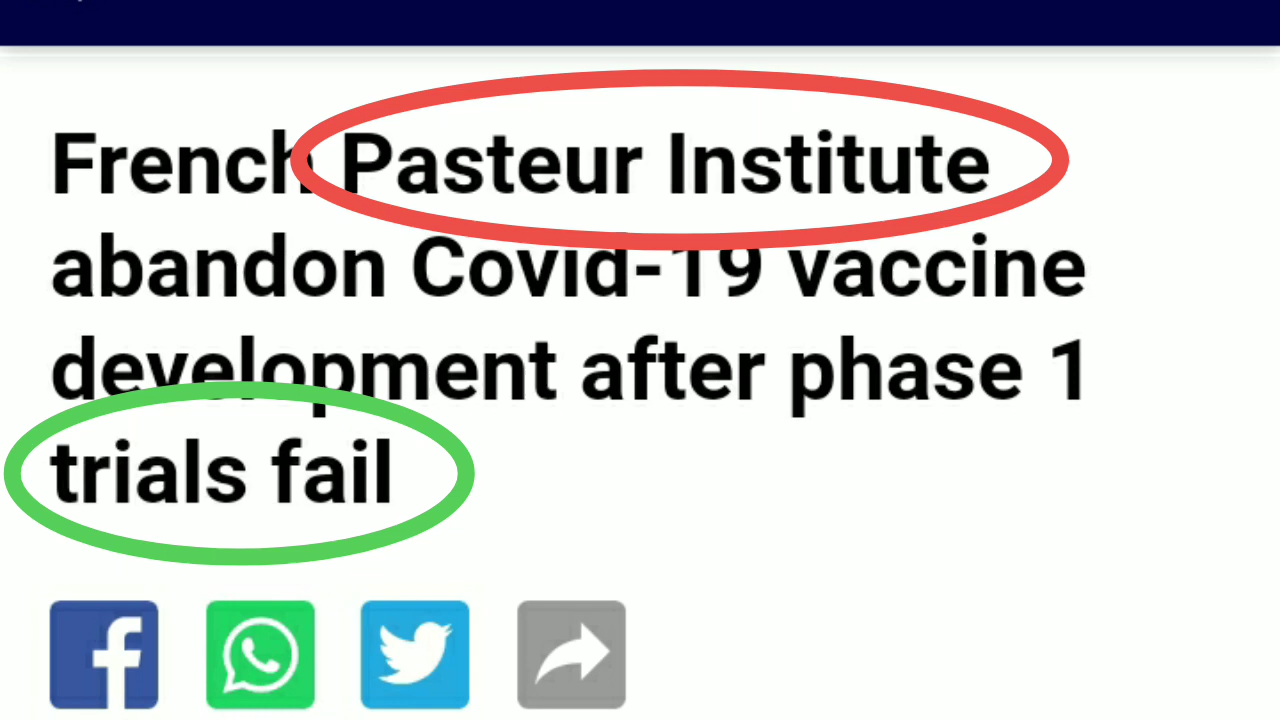 French Pasteur Institute
abandon Covid-19 vaccine
development after phase 1
trials fail